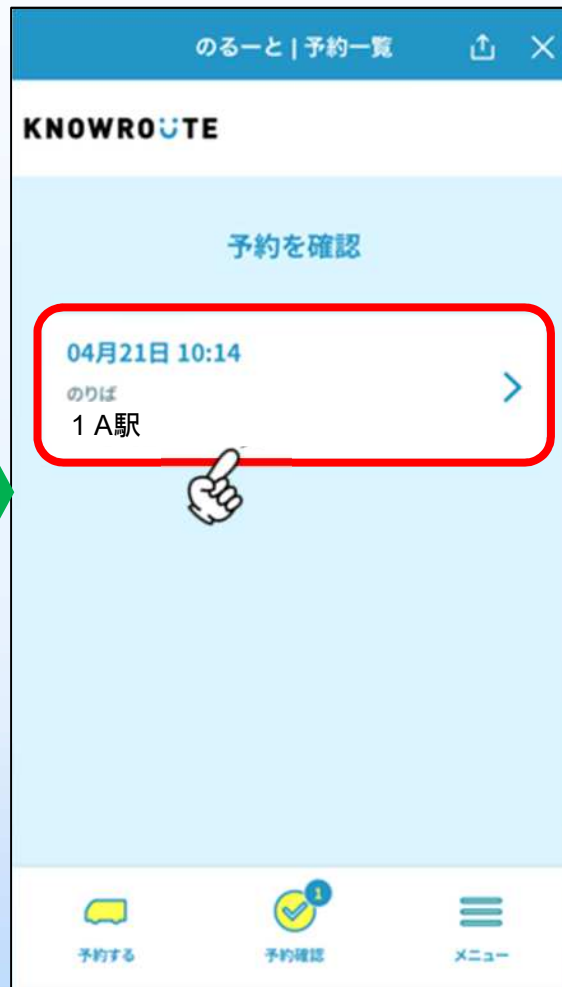 のるーと | 予約一覧
KNOWROUTE
予約を確認
04月21日 10:14
のりば
1 A駅
1
予約する
予約確認
メニュー